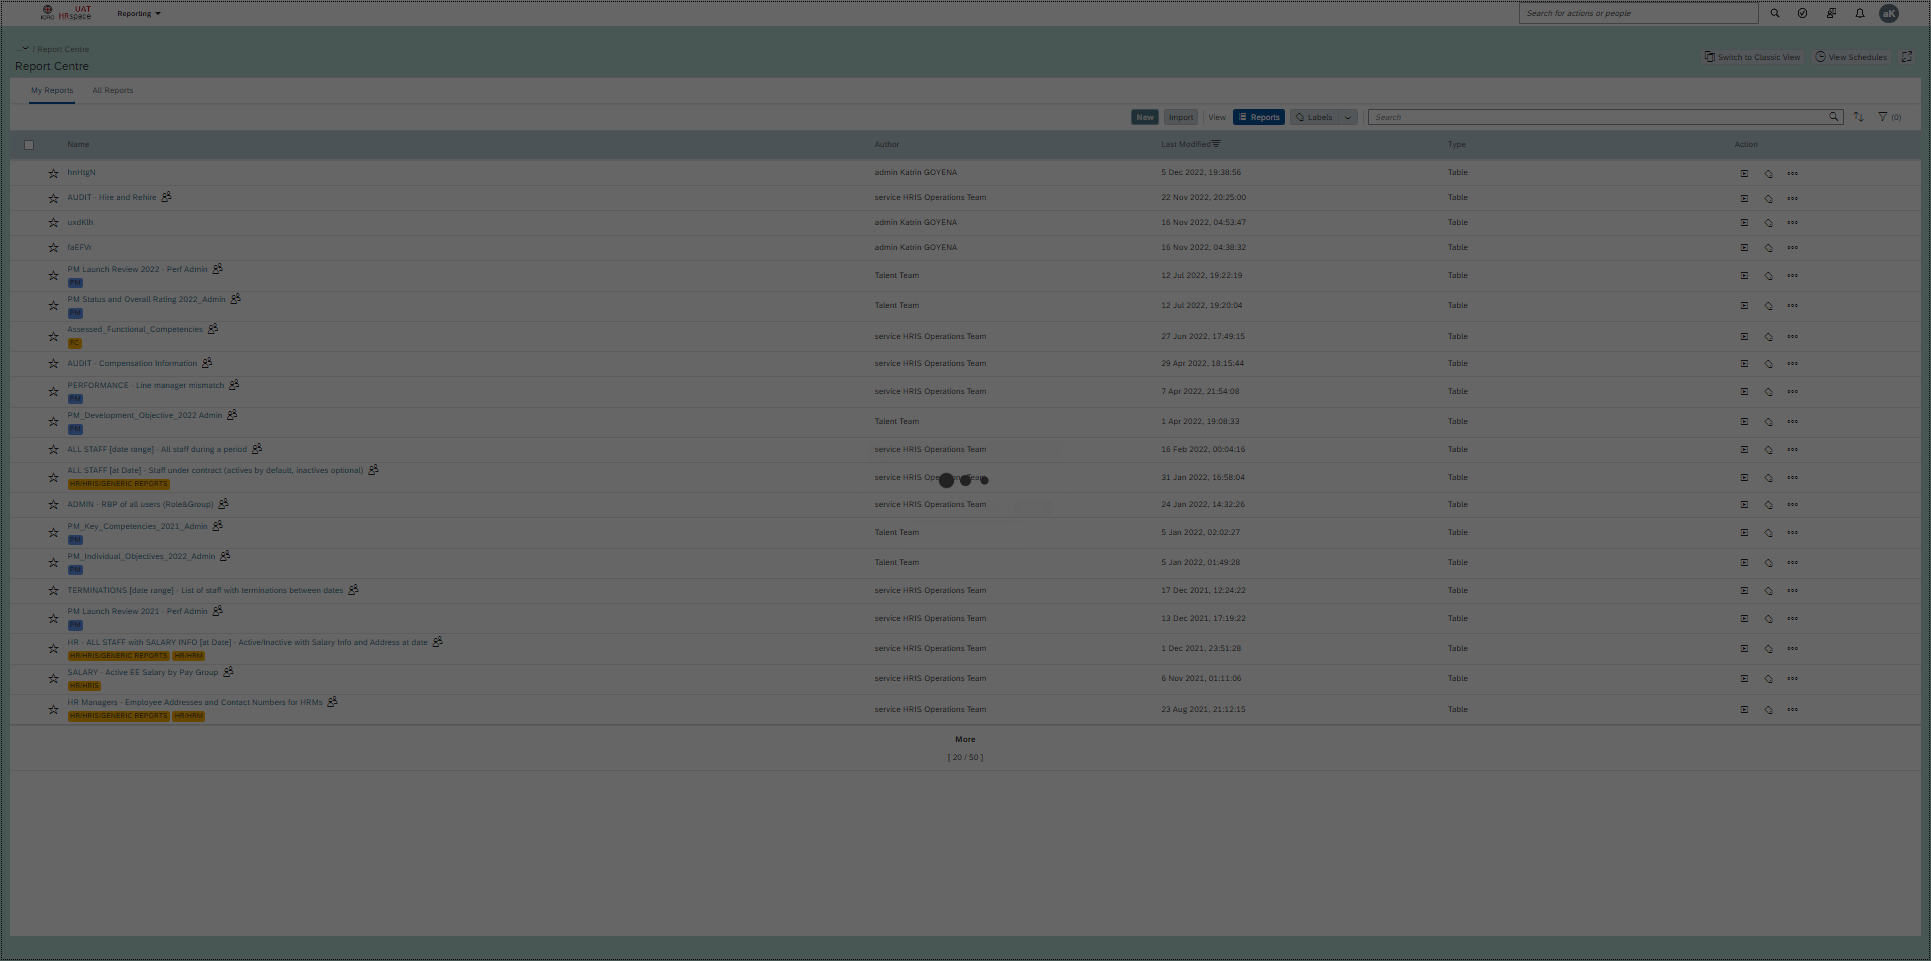 UAT
ICRC HRspace
Reporting
Search for actions or people
aK
... / Report Centre
Report Centre
Switch to Classic View
View Schedules
My Reports
All Reports
New
Import
View
Reports
Labels
Search
(0)
Name Author Last Modified Type Action
hnHtgN admin Katrin GOYENA 5 Dec 2022, 19:38:56 Table
AUDIT - Hire and Rehire service HRIS Operations Team 22 Nov 2022, 20:25:00 Table
uxdKlh admin Katrin GOYENA 16 Nov 2022, 04:53:47 Table
faEFVr admin Katrin GOYENA 16 Nov 2022, 04:38:32 Table
PM Launch Review 2022 - Perf Admin Talent Team 12 Jul 2022, 19:22:19 Table
PM
PM Status and Overall Rating 2022_Admin Talent Team 12 Jul 2022, 19:20:04 Table
PM
Assessed_Functional_Competencies service HRIS Operations Team 27 Jun 2022, 17:49:15 Table
FC
AUDIT - Compensation Information service HRIS Operations Team 29 Apr 2022, 18:15:44 Table
PERFORMANCE - Line manager mismatch service HRIS Operations Team 7 Apr 2022, 21:54:08 Table
PM
PM_Development_Objective_2022 Admin Talent Team 1 Apr 2022, 19:08:33 Table
PM
ALL STAFF [date range] - All staff during a period service HRIS Operations Team 16 Feb 2022, 00:04:16 Table
ALL STAFF [at Date] - Staff under contract (actives by default, inactives optional) service HRIS Operations Team 31 Jan 2022, 16:58:04 Table
HR/HRIS/GENERIC REPORTS
ADMIN - RBP of all users (Role&Group) service HRIS Operations Team 24 Jan 2022, 14:32:26 Table
PM_Key_Competencies_2021_Admin Talent Team 5 Jan 2022, 02:02:27 Table
PM
PM_Individual_Objectives_2022_Admin Talent Team 5 Jan 2022, 01:49:28 Table
PM
TERMINATIONS [date range] - List of staff with terminations between dates service HRIS Operations Team 17 Dec 2021, 12:24:22 Table
PM Launch Review 2021 - Perf Admin service HRIS Operations Team 13 Dec 2021, 17:19:22 Table
PM
HR - ALL STAFF with SALARY INFO [at Date] - Active/Inactive with Salary Info and Address at date service HRIS Operations Team 1 Dec 2021, 23:51:28 Table
HR/HRIS/GENERIC REPORTS HR/HRM
SALARY - Active EE Salary by Pay Group service HRIS Operations Team 6 Nov 2021, 01:11:06 Table
HR/HRIS
HR Managers - Employee Addresses and Contact Numbers for HRMs service HRIS Operations Team 23 Aug 2021, 21:12:15 Table
HR/HRIS/GENERIC REPORTS HR/HRM
More
[ 20 / 50 ]